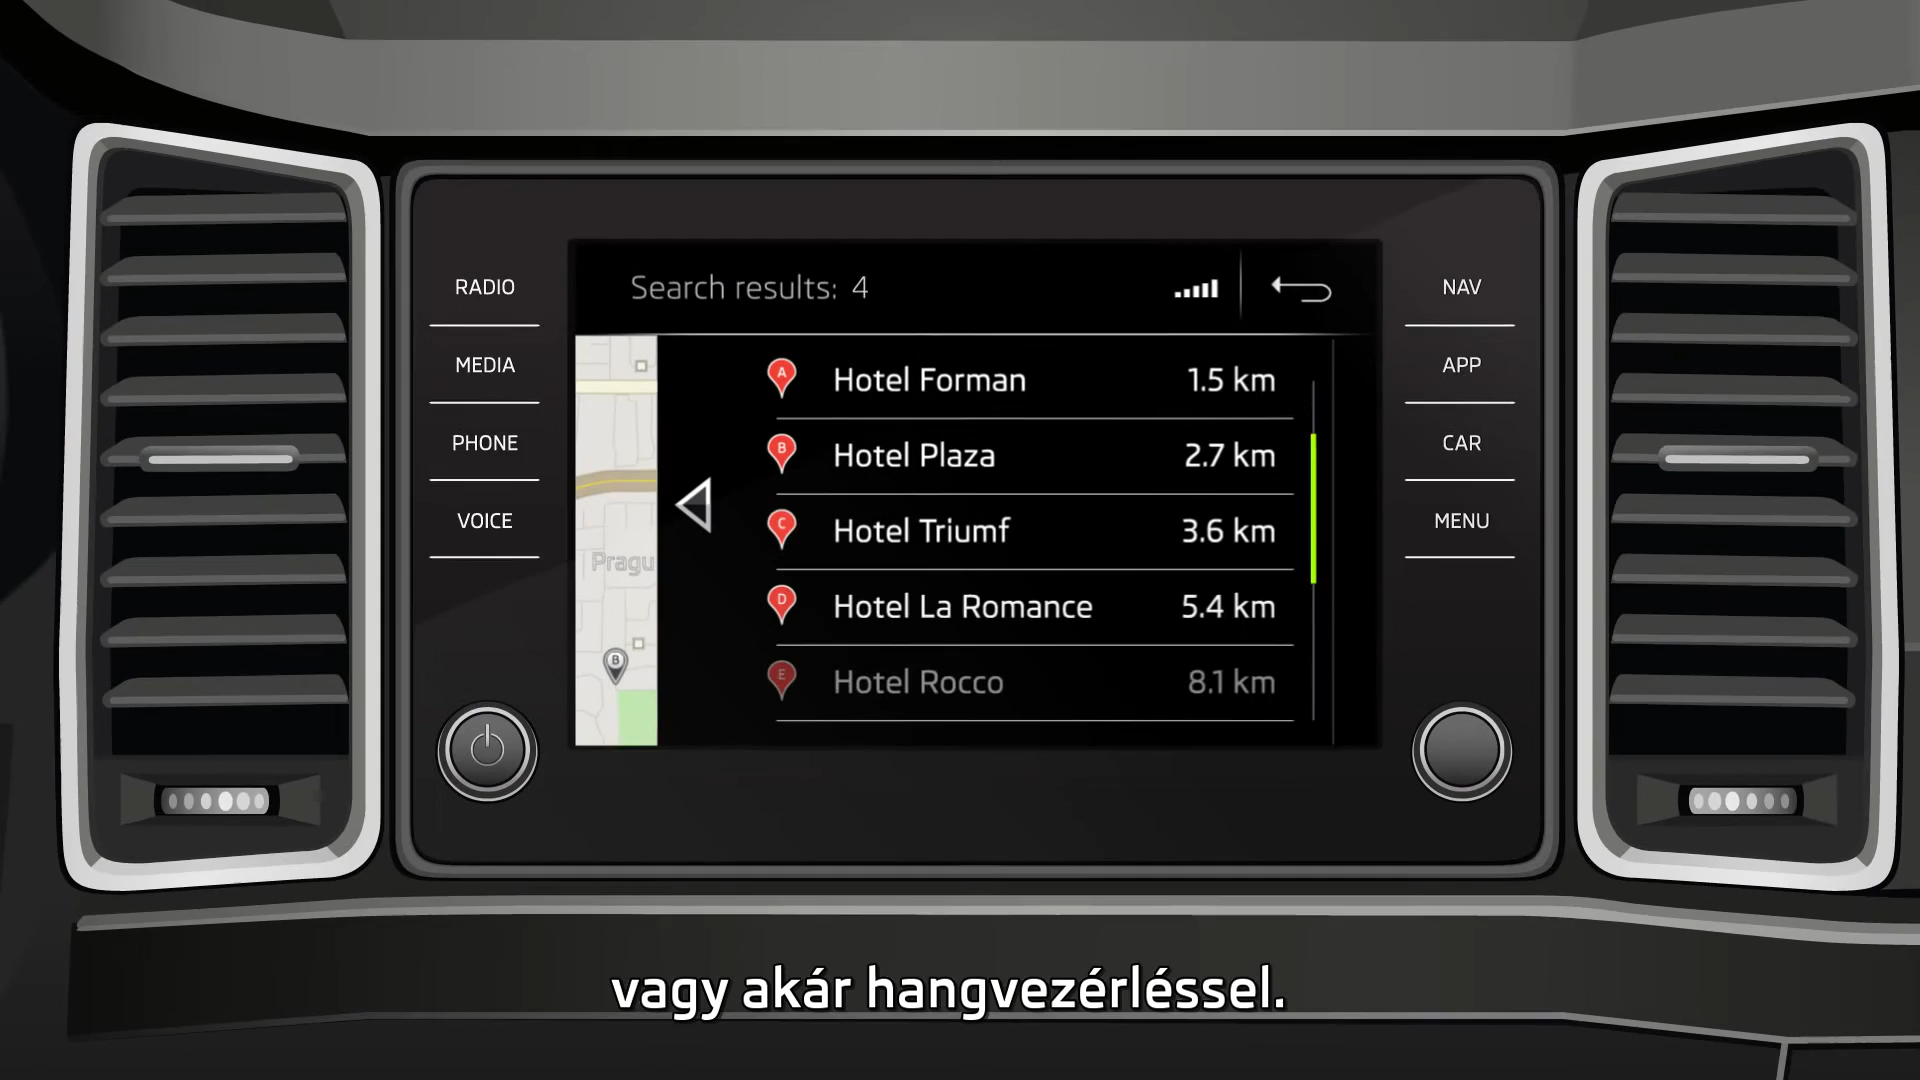 RADIO
MEDIA
PHONE
VOICE
Search results: 4
A Hotel Forman 1.5 km
B Hotel Plaza 2.7 km
C Hotel Triumf 3.6 km
D Hotel La Romance 5.4 km
E Hotel Rocco 8.1 km
Pragu
B
NAV
APP
CAR
MENU
vagy akár hangvezérléssel.